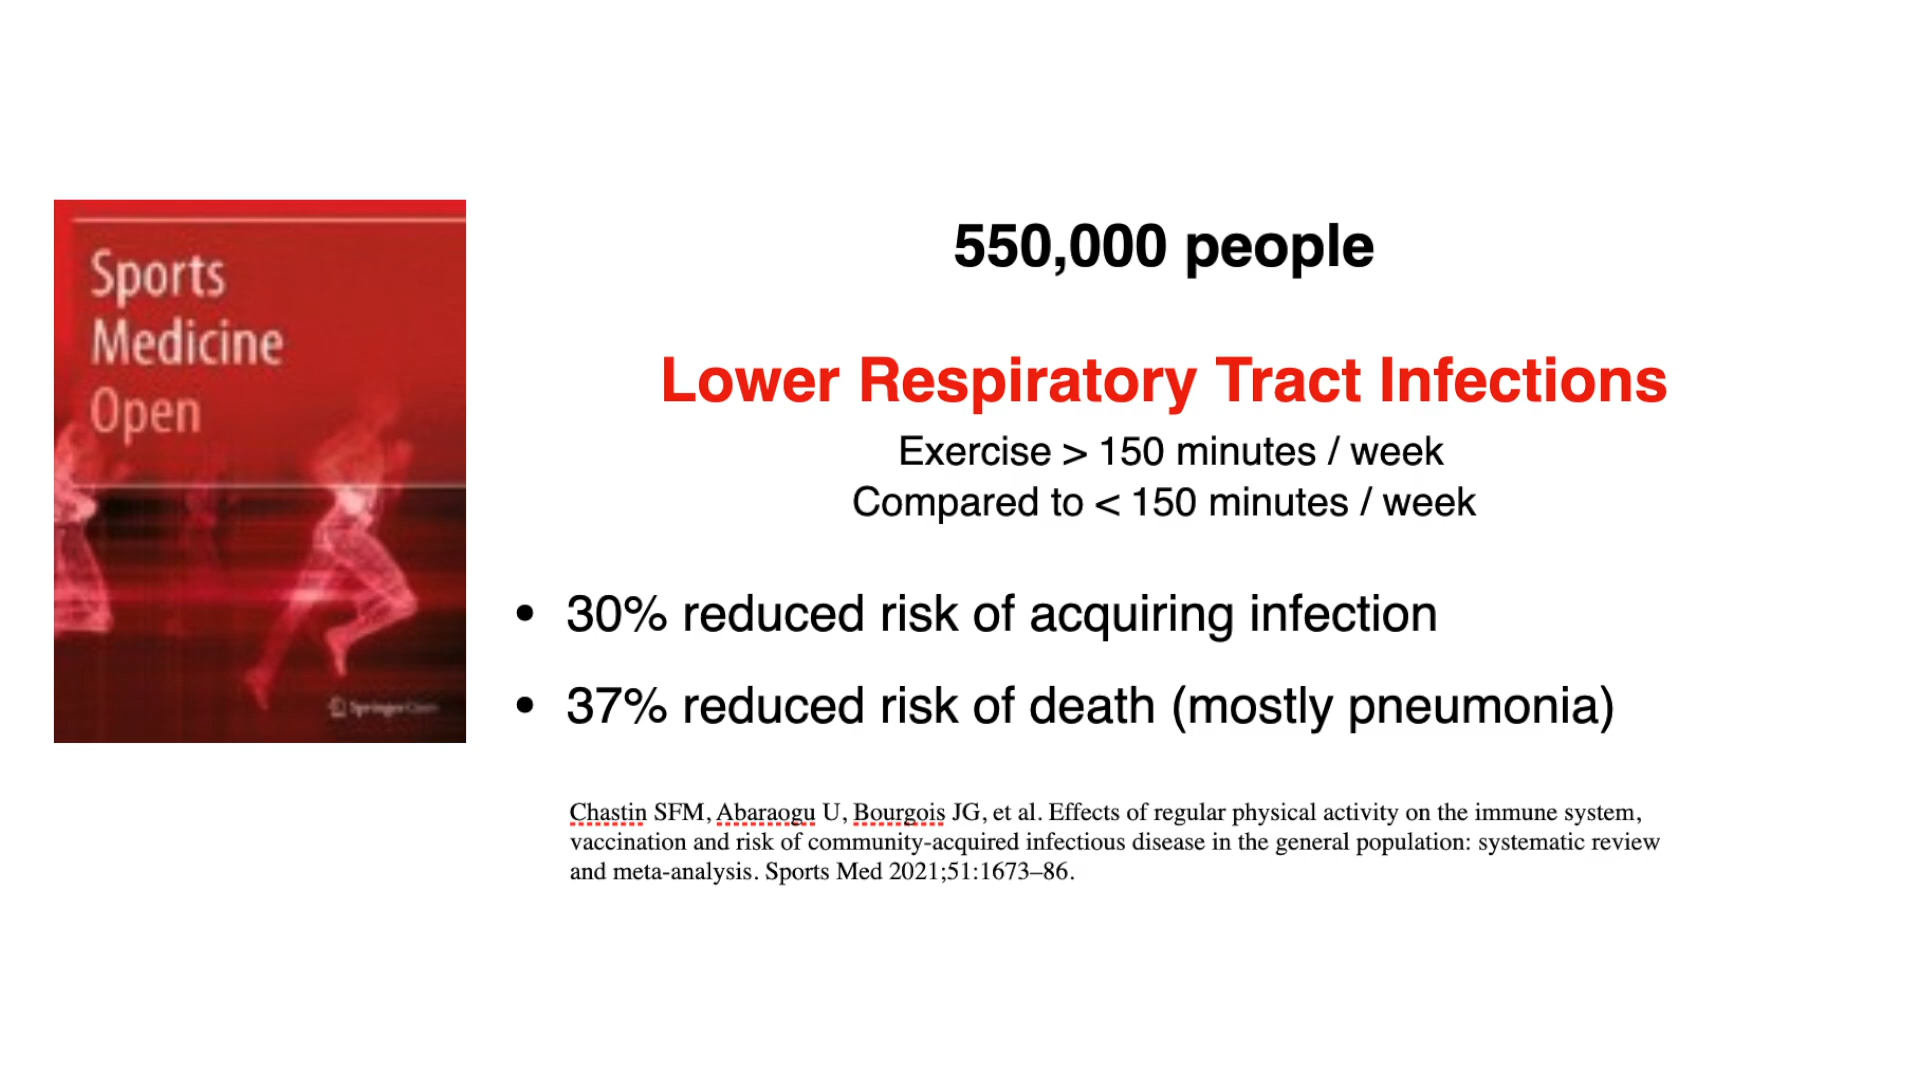 Sports
Medicine
Open
Springer Open
550,000 people
Lower Respiratory Tract Infections
Exercise > 150 minutes / week
Compared to < 150 minutes / week
• 30% reduced risk of acquiring infection
• 37% reduced risk of death (mostly pneumonia)
Chastin SFM, Abaraogu U, Bourgois JG, et al. Effects of regular physical activity on the immune system,
vaccination and risk of community-acquired infectious disease in the general population: systematic review
and meta-analysis. Sports Med 2021;51:1673–86.